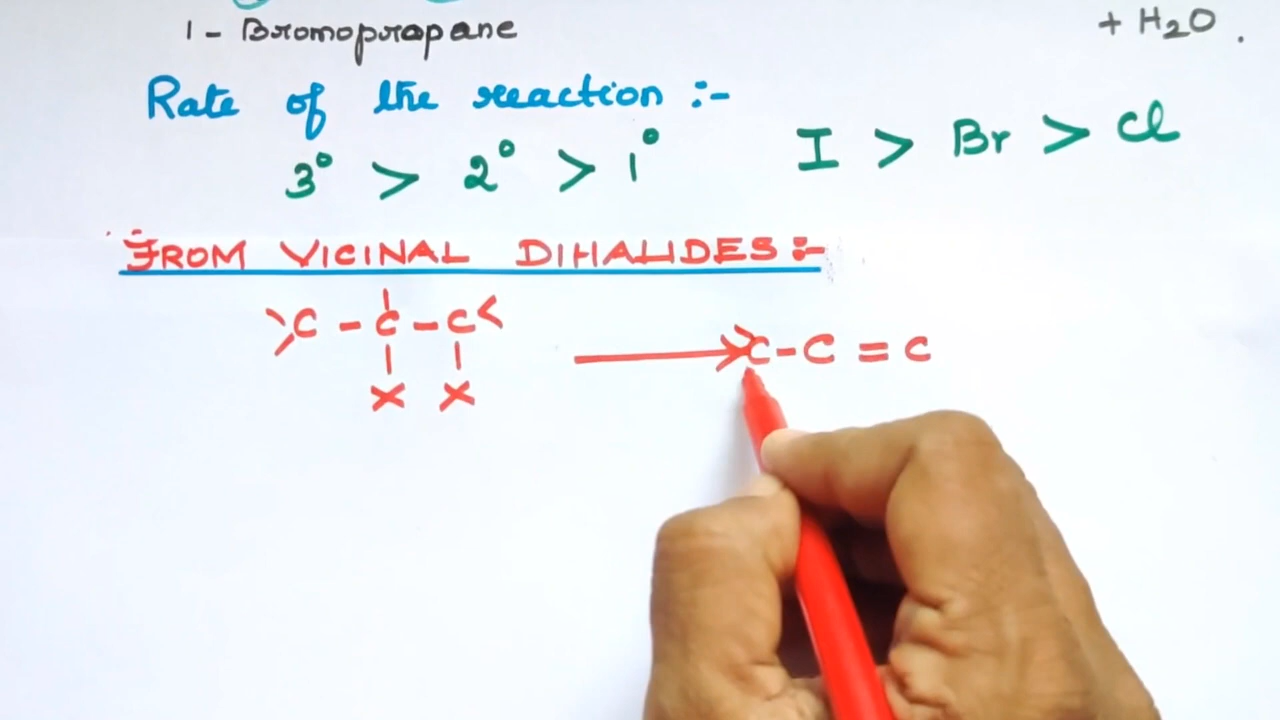 1 - Bromopropane
+ H₂O .
Rate of the reaction :-
3° > 2° > 1°
I > Br > Cl
FROM VICINAL DIHALIDES :-
>C - C - C<
X X
C - C = C